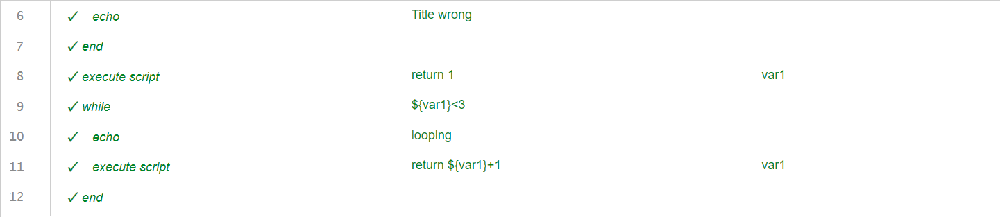 6 ✓ echo Title wrong
7 ✓ end
8 ✓ execute script return 1 var1
9 ✓ while ${var1}<3
10 ✓ echo looping
11 ✓ execute script return ${var1}+1 var1
12 ✓ end